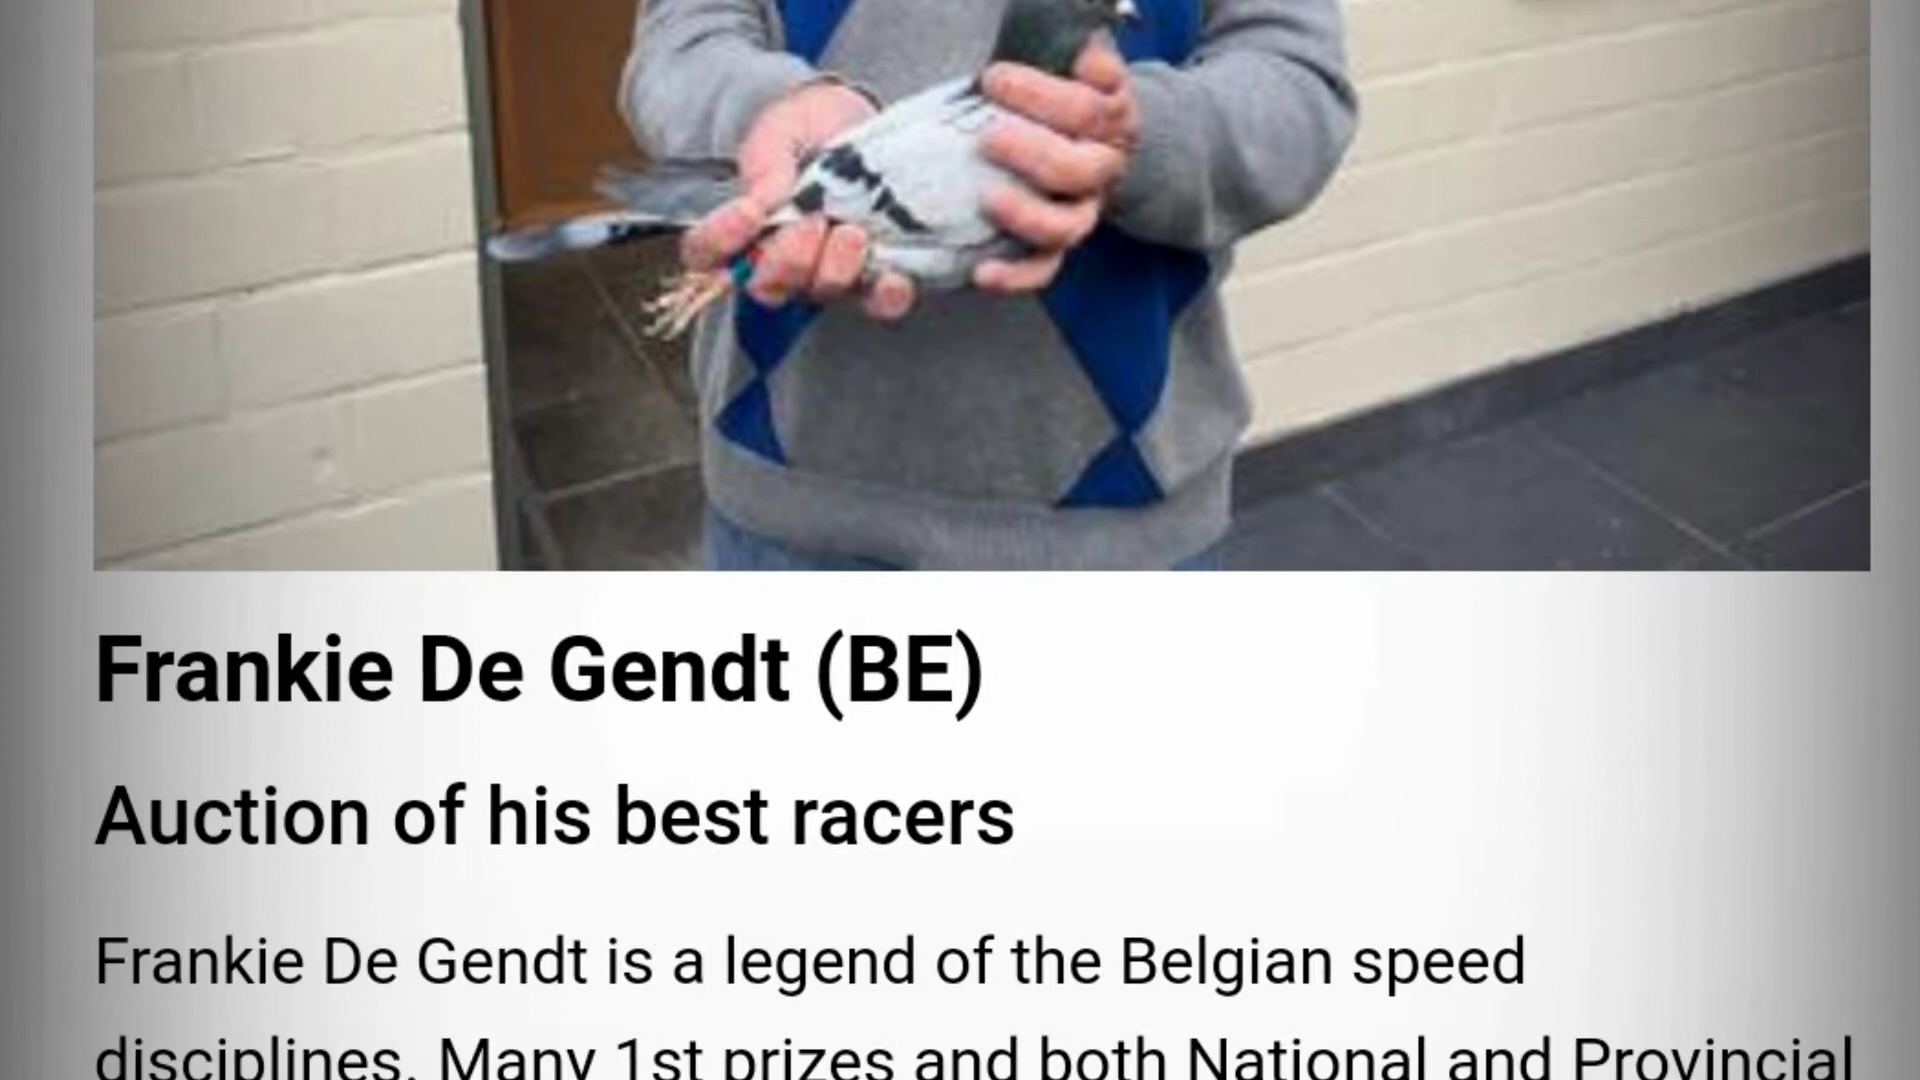 Frankie De Gendt (BE)
Auction of his best racers
Frankie De Gendt is a legend of the Belgian speed
disciplines. Many 1st prizes and both National and Provincial